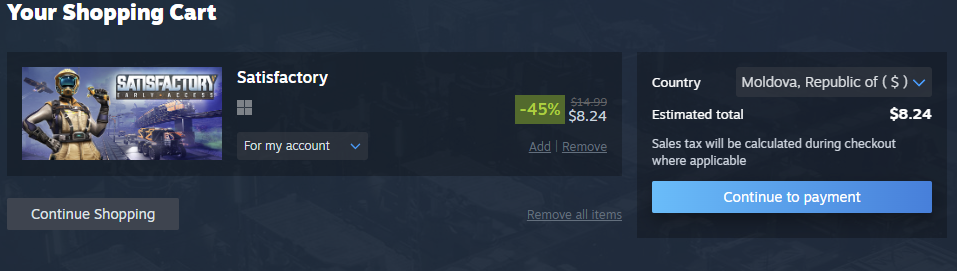 Your Shopping Cart
SATISFACTORY
EARLY-ACCESS
Satisfactory
-45%
$14.99
$8.24
For my account
Add | Remove
Continue Shopping
Remove all items
Country
Moldova, Republic of ( $ )
Estimated total
$8.24
Sales tax will be calculated during checkout
where applicable
Continue to payment